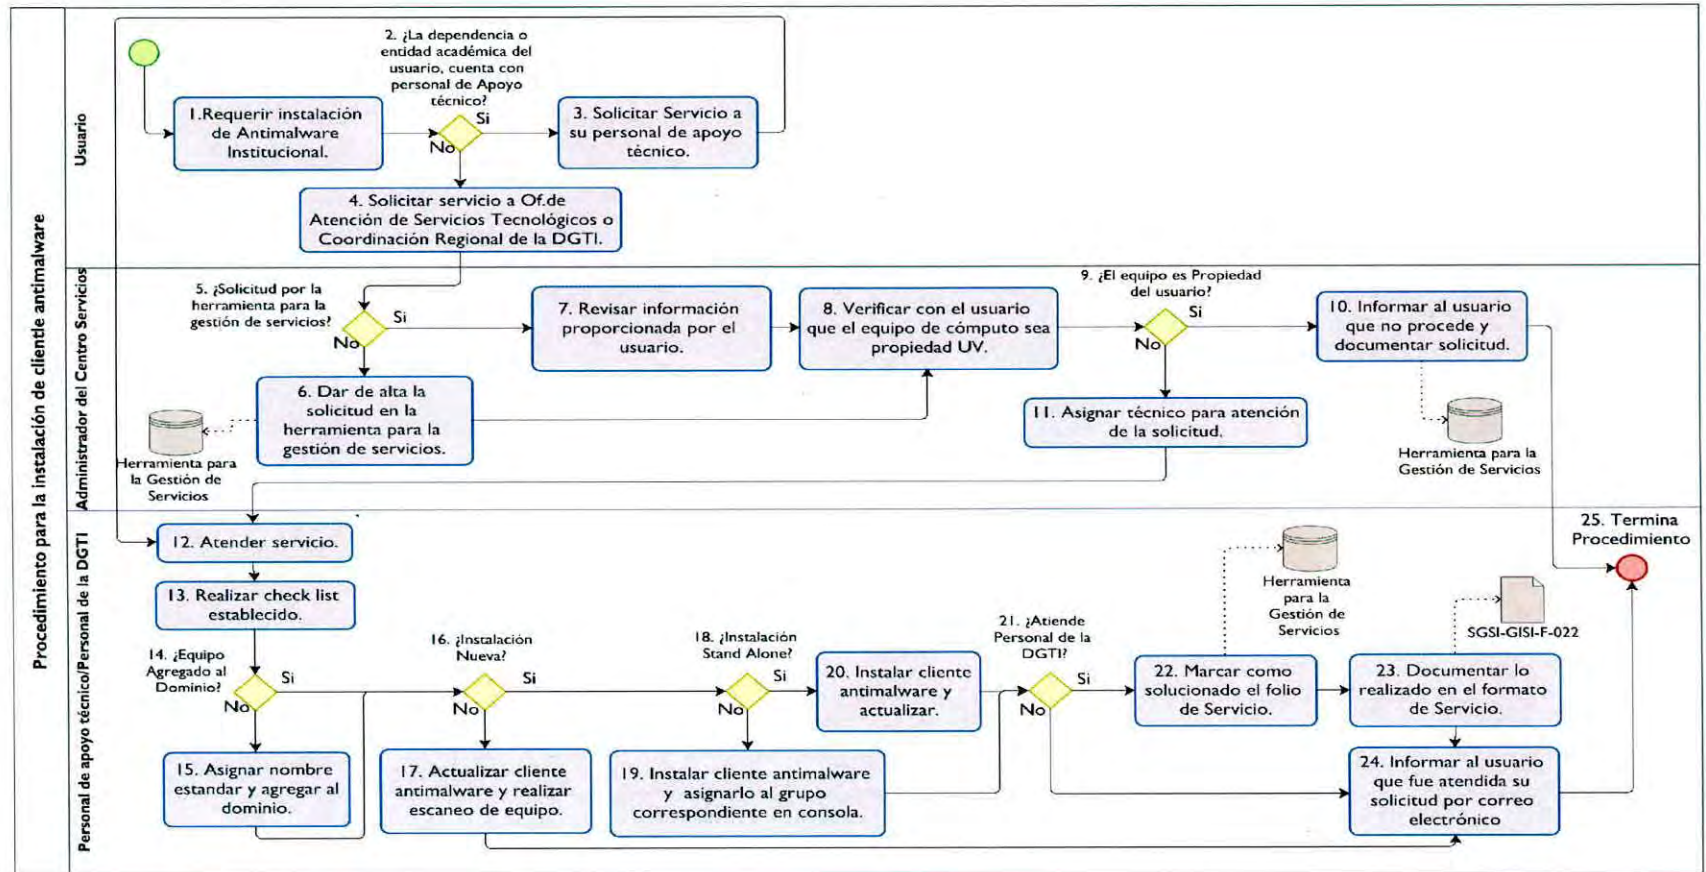 Procedimiento para la instalación de cliente antimalware
Usuario
2. ¿La dependencia o
entidad académica del
usuario, cuenta con
personal de Apoyo
técnico?
1.Requerir instalación
de Antimalware
Institucional.
Si
No
3. Solicitar Servicio a
su personal de apoyo
técnico.
4. Solicitar servicio a Of.de
Atención de Servicios Tecnológicos o
Coordinación Regional de la DGTI.
Administrador del Centro Servicios
5. ¿Solicitud por la
herramienta para la
gestión de servicios?
Si
No
7. Revisar información
proporcionada por el
usuario.
8. Verificar con el usuario
que el equipo de cómputo sea
propiedad UV.
9. ¿El equipo es Propiedad
del usuario?
Si
No
10. Informar al usuario
que no procede y
documentar solicitud.
6. Dar de alta la
solicitud en la
herramienta para la
gestión de servicios.
Herramienta para
la Gestión de
Servicios
11. Asignar técnico para atención
de la solicitud.
Herramienta para la
Gestión de Servicios
Personal de apoyo técnico/Personal de la DGTI
12. Atender servicio.
13. Realizar check list
establecido.
14. ¿Equipo
Agregado al
Dominio?
Si
No
15. Asignar nombre
estandar y agregar al
dominio.
16. ¿Instalación
Nueva?
Si
No
17. Actualizar cliente
antimalware y realizar
escaneo de equipo.
18. ¿Instalación
Stand Alone?
Si
No
20. Instalar cliente
antimalware y
actualizar.
19. Instalar cliente antimalware
y asignarlo al grupo
correspondiente en consola.
21. ¿Atiende
Personal de la
DGTI?
Si
No
Herramienta
para la
Gestión de
Servicios
22. Marcar como
solucionado el folio
de Servicio.
SGSI-GISI-F-022
23. Documentar lo
realizado en el formato
de Servicio.
24. Informar al usuario
que fue atendida su
solicitud por correo
electrónico
25. Termina
Procedimiento